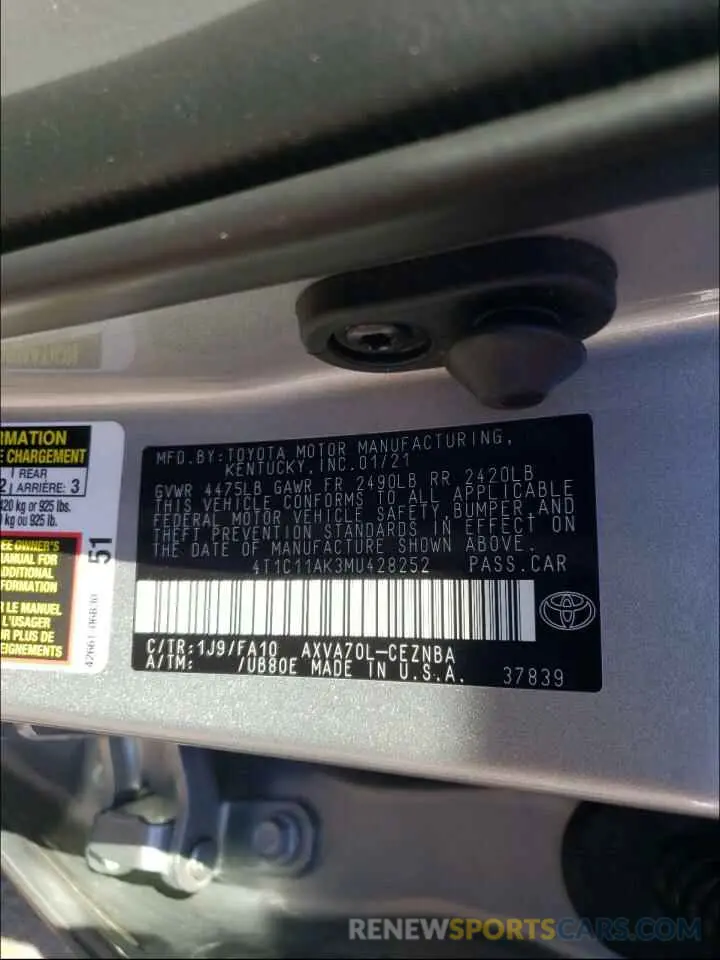 RMATION
E CHARGEMENT
REAR
2 ARRIÈRE: 3
420 kg or 925 lbs.
kg ou 925 lb.
EE OWNER'S
MANUAL FOR
ADDITIONAL
FORMATION
R LE MANUEL
L'USAGER
R PLUS DE
EIGNEMENTS
51
MFD. BY: TOYOTA MOTOR MANUFACTURING,
KENTUCKY, INC. 01/21
GVWR 4475LB GAWR FR 2490LB RR 2420LB
THIS VEHICLE CONFORMS TO ALL APPLICABLE
FEDERAL MOTOR VEHICLE SAFETY, BUMPER, AND
THEFT PREVENTION STANDARDS IN EFFECT ON
THE DATE OF MANUFACTURE SHOWN ABOVE.
4T1C11AK3MU428252 PASS.CAR
C/TR: 1J9/FA10 AXVA70L-CEZNBA
A/TM: /UB80E MADE IN U.S.A. 37839
RENEWSPORTSCARS.COM